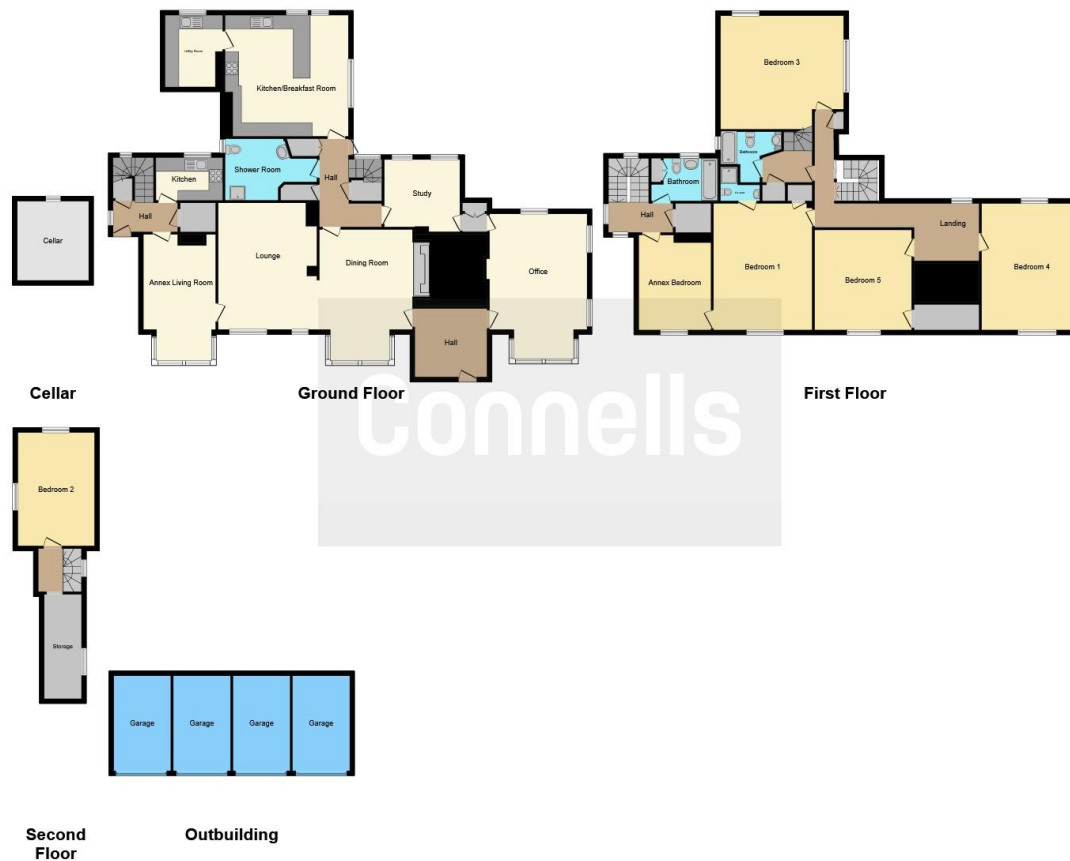 Utility Room
Kitchen/Breakfast Room
Shower Room
Kitchen
Hall
Study
Hall
Cellar
Lounge
Dining Room
Annex Living Room
Office
Hall
Bedroom 3
Bathroom
Bathroom
En-suite
Hall
Landing
Annex Bedroom
Bedroom 1
Bedroom 5
Bedroom 4
Cellar
Ground Floor
First Floor
Connells
Bedroom 2
Storage
Garage
Garage
Garage
Garage
Second
Floor
Outbuilding